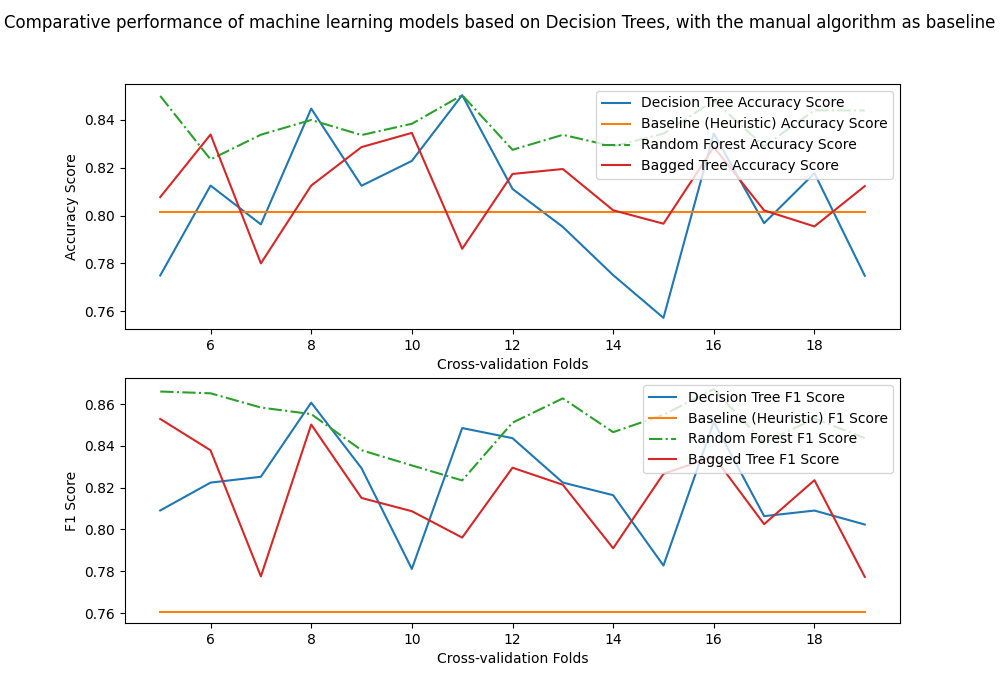 Comparative performance of machine learning models based on Decision Trees, with the manual algorithm as baseline
Decision Tree Accuracy Score
Baseline (Heuristic) Accuracy Score
Random Forest Accuracy Score
Bagged Tree Accuracy Score
Accuracy Score
0.84
0.82
0.80
0.78
0.76
6 8 10 12 14 16 18
Cross-validation Folds
Decision Tree F1 Score
Baseline (Heuristic) F1 Score
Random Forest F1 Score
Bagged Tree F1 Score
F1 Score
0.86
0.84
0.82
0.80
0.78
0.76
6 8 10 12 14 16 18
Cross-validation Folds